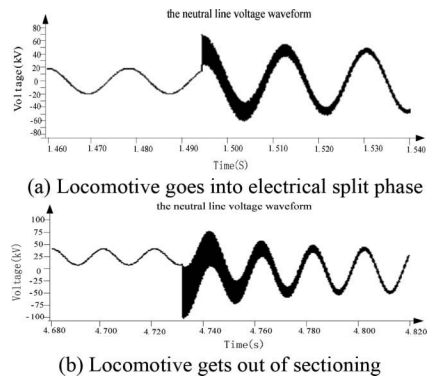 the neutral line voltage waveform
Voltage(kV)
80
60
40
20
0
-20
-40
-60
-80
1.460 1.470 1.480 1.490 1.500 1.510 1.520 1.530 1.540
Time(S)
(a) Locomotive goes into electrical split phase
the neutral line voltage waveform
Voltage(kV)
100
75
50
25
0
-25
-50
-75
-100
4.680 4.700 4.720 4.740 4.760 4.780 4.800 4.820
Time(s)
(b) Locomotive gets out of sectioning